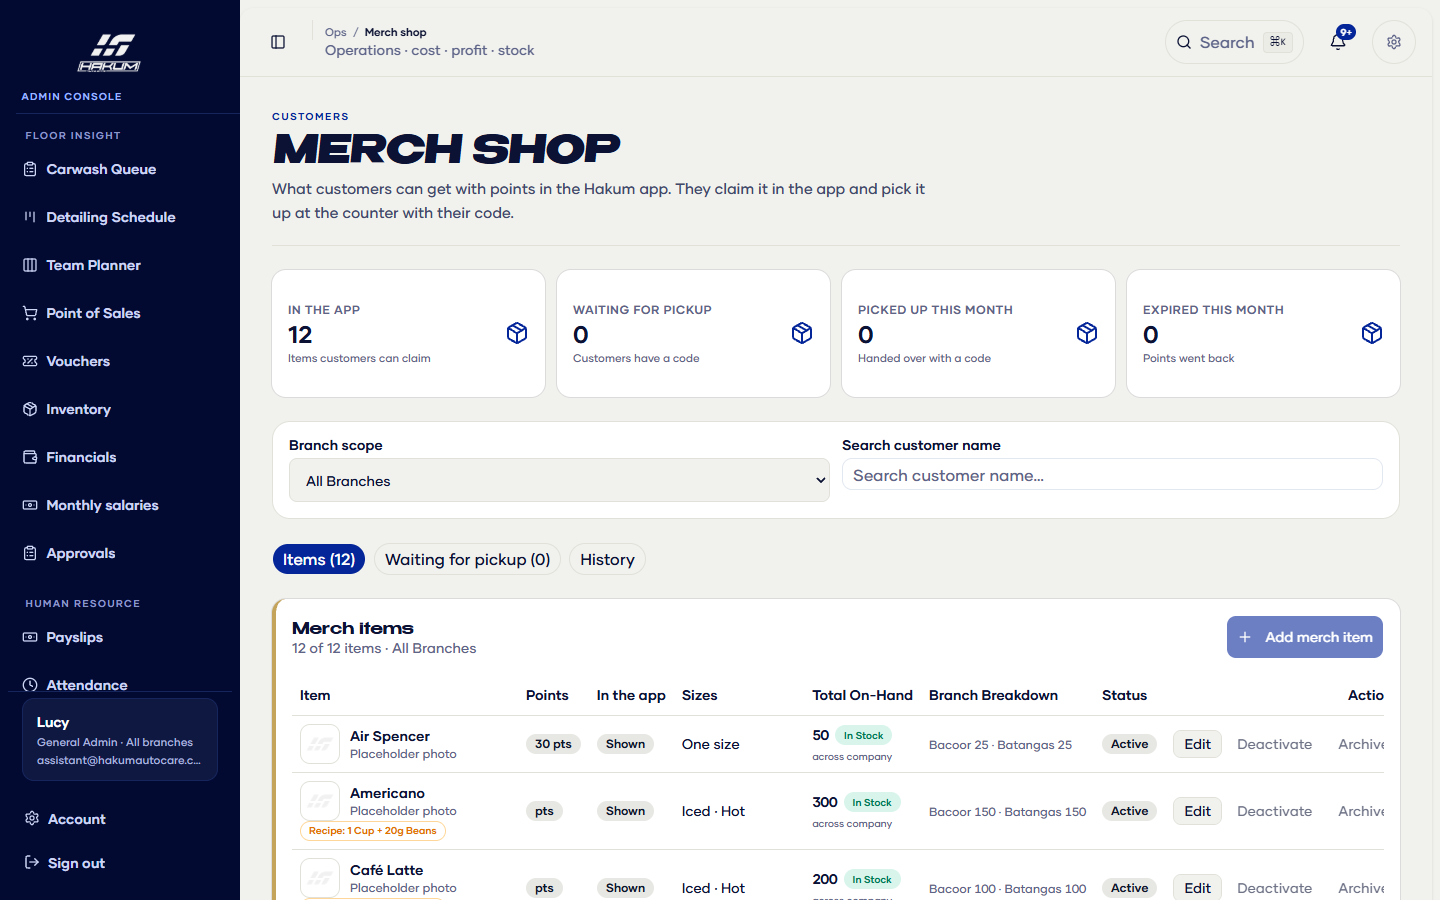 HAKUM
ADMIN CONSOLE
FLOOR INSIGHT
Carwash Queue
Detailing Schedule
Team Planner
Point of Sales
Vouchers
Inventory
Financials
Monthly salaries
Approvals
HUMAN RESOURCE
Payslips
Attendance
Lucy
General Admin · All branches
assistant@hakumautocare.c...
Account
Sign out
Ops / Merch shop
Operations · cost · profit · stock
Search ⌘K
9+
CUSTOMERS
MERCH SHOP
What customers can get with points in the Hakum app. They claim it in the app and pick it
up at the counter with their code.
IN THE APP
12
Items customers can claim
WAITING FOR PICKUP
0
Customers have a code
PICKED UP THIS MONTH
0
Handed over with a code
EXPIRED THIS MONTH
0
Points went back
Branch scope
All Branches
Search customer name
Search customer name...
Items (12)
Waiting for pickup (0)
History
Merch items
12 of 12 items · All Branches
+ Add merch item
Item Points In the app Sizes Total On-Hand Branch Breakdown Status Actio
Air Spencer
Placeholder photo
30 pts
Shown
One size
50 In Stock
across company
Bacoor 25 · Batangas 25
Active
Edit
Deactivate
Archive
Americano
Placeholder photo
Recipe: 1 Cup + 20g Beans
pts
Shown
Iced · Hot
300 In Stock
across company
Bacoor 150 · Batangas 150
Active
Edit
Deactivate
Archive
Café Latte
Placeholder photo
pts
Shown
Iced · Hot
200 In Stock
Bacoor 100 · Batangas 100
Active
Edit
Deactivate
Archive